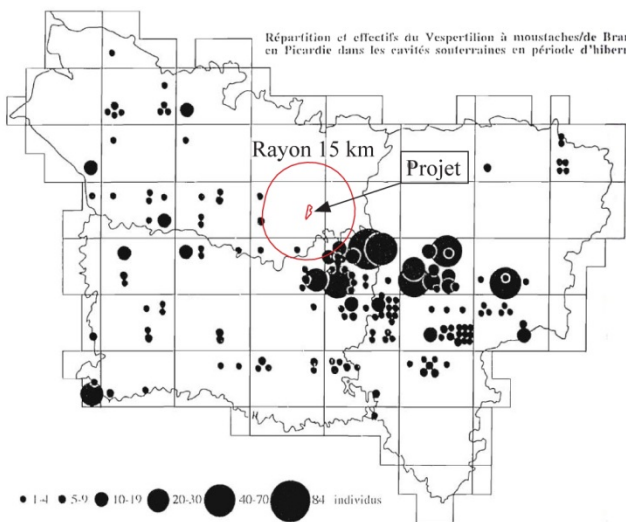 Répartition et effectifs du Vespertilion à moustaches/de Bran
en Picardie dans les cavités souterraines en période d'hiber
Rayon 15 km
Projet
1-4 5-9 10-19 20-30 40-70 84 individus